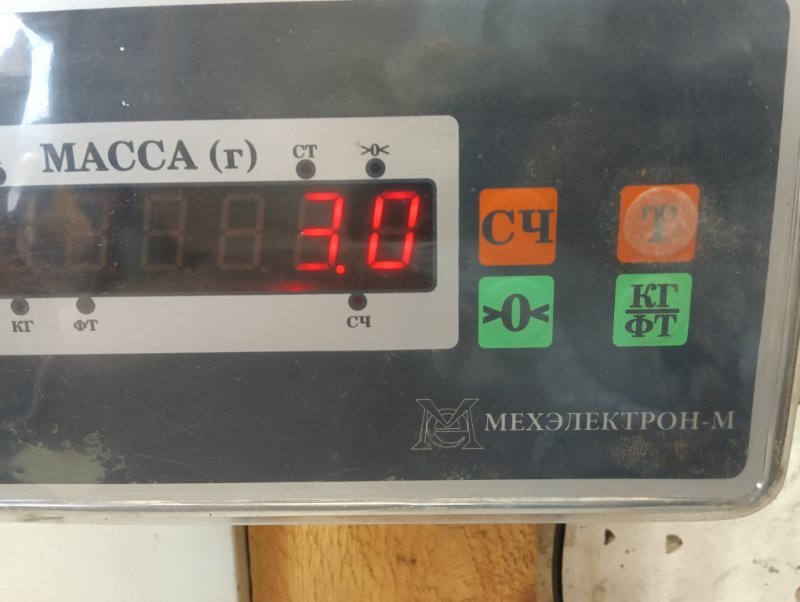 МАССА (г) СТ >0<
3.0
КГ ФТ СЧ
СЧ Т
>0< КГ/ФТ
МЕХЭЛЕКТРОН-М